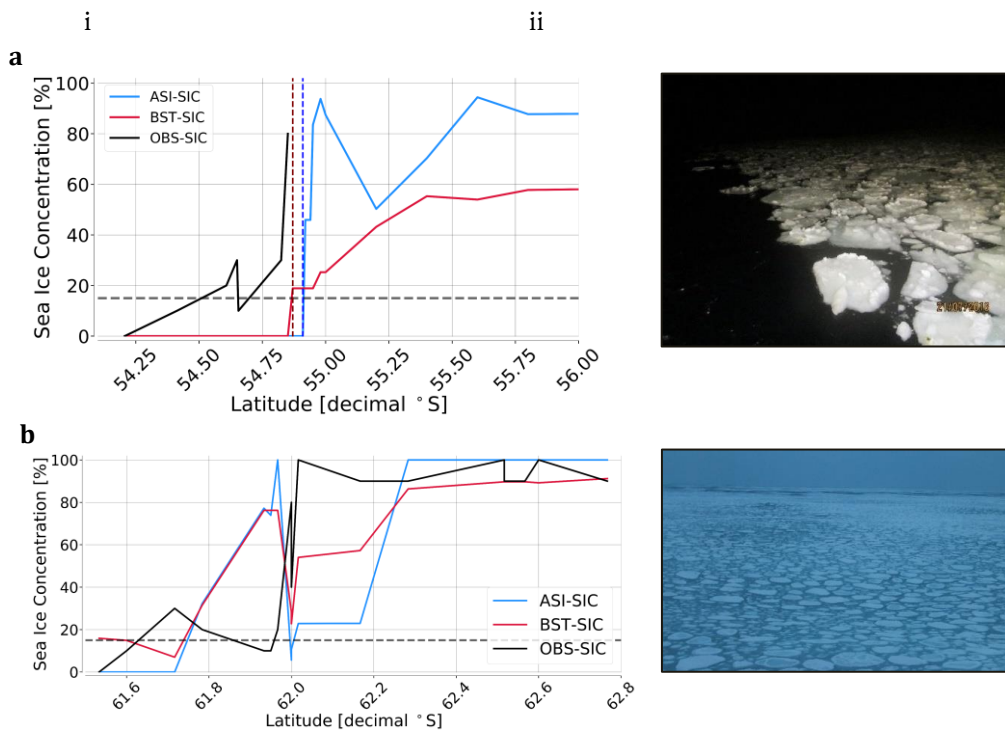 i
ii
a
Sea Ice Concentration [%]
100
80
60
40
20
0
ASI-SIC
BST-SIC
OBS-SIC
54.25
54.50
54.75
55.00
55.25
55.50
55.75
56.00
Latitude [decimal °S]
21/07/2019
b
Sea Ice Concentration [%]
100
80
60
40
20
0
ASI-SIC
BST-SIC
OBS-SIC
61.6
61.8
62.0
62.2
62.4
62.6
62.8
Latitude [decimal °S]